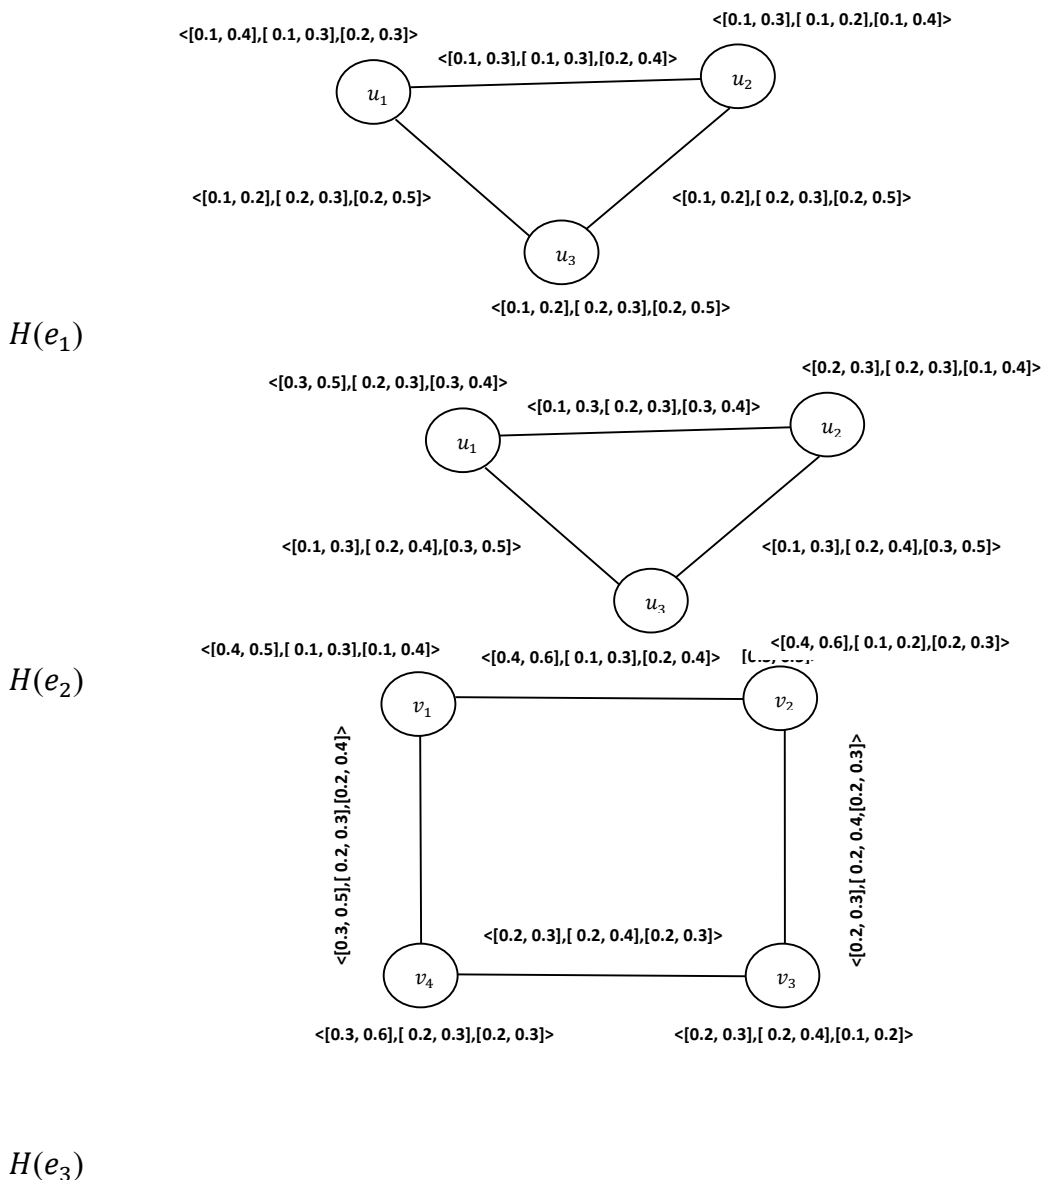 <[0.1, 0.4],[ 0.1, 0.3],[0.2, 0.3]>
<[0.1, 0.3],[ 0.1, 0.3],[0.2, 0.4]>
<[0.1, 0.3],[ 0.1, 0.2],[0.1, 0.4]>
u₁
u₂
<[0.1, 0.2],[ 0.2, 0.3],[0.2, 0.5]>
<[0.1, 0.2],[ 0.2, 0.3],[0.2, 0.5]>
u₃
<[0.1, 0.2],[ 0.2, 0.3],[0.2, 0.5]>
H(e₁)
<[0.3, 0.5],[ 0.2, 0.3],[0.3, 0.4]>
<[0.1, 0.3,[ 0.2, 0.3],[0.3, 0.4]>
<[0.2, 0.3],[ 0.2, 0.3],[0.1, 0.4]>
u₁
u₂
<[0.1, 0.3],[ 0.2, 0.4],[0.3, 0.5]>
<[0.1, 0.3],[ 0.2, 0.4],[0.3, 0.5]>
u₃
H(e₂)
<[0.4, 0.5],[ 0.1, 0.3],[0.1, 0.4]>
<[0.4, 0.6],[ 0.1, 0.3],[0.2, 0.4]>
<[0.4, 0.6],[ 0.1, 0.2],[0.2, 0.3]>
v₁
v₂
<[0.3, 0.5],[ 0.2, 0.3],[0.2, 0.4]>
<[0.2, 0.3],[ 0.2, 0.4,[0.2, 0.3]>
<[0.2, 0.3],[ 0.2, 0.4],[0.2, 0.3]>
v₄
v₃
<[0.3, 0.6],[ 0.2, 0.3],[0.2, 0.3]>
<[0.2, 0.3],[ 0.2, 0.4],[0.1, 0.2]>
H(e₃)